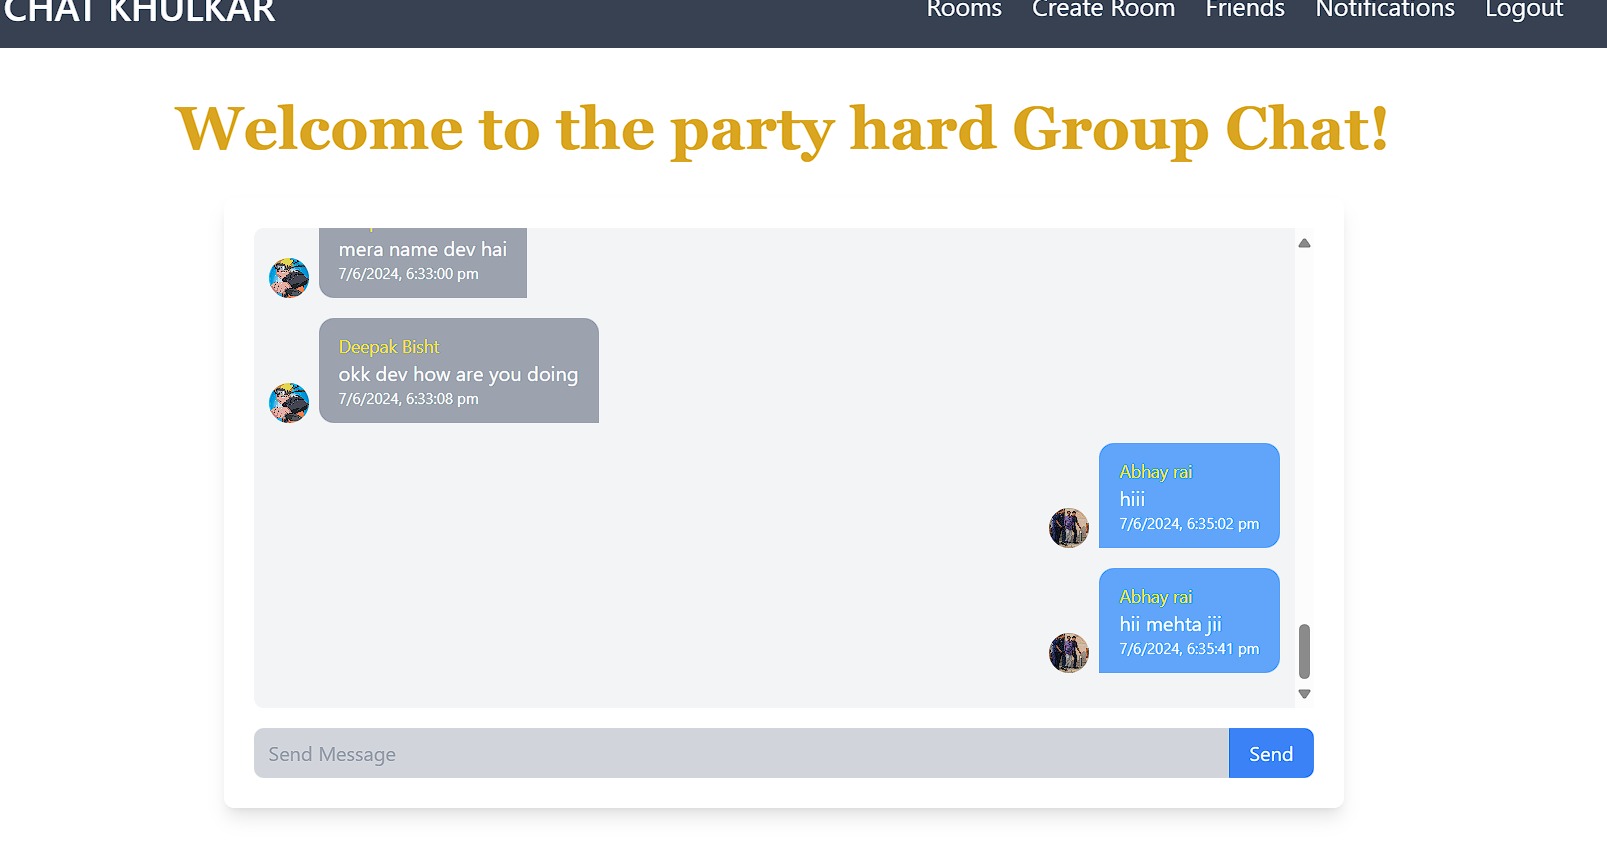 CHAT KHULKAR
Rooms Create Room Friends Notifications Logout
Welcome to the party hard Group Chat!
mera name dev hai
7/6/2024, 6:33:00 pm
Deepak Bisht
okk dev how are you doing
7/6/2024, 6:33:08 pm
Abhay rai
hiii
7/6/2024, 6:35:02 pm
Abhay rai
hii mehta jii
7/6/2024, 6:35:41 pm
Send Message
Send